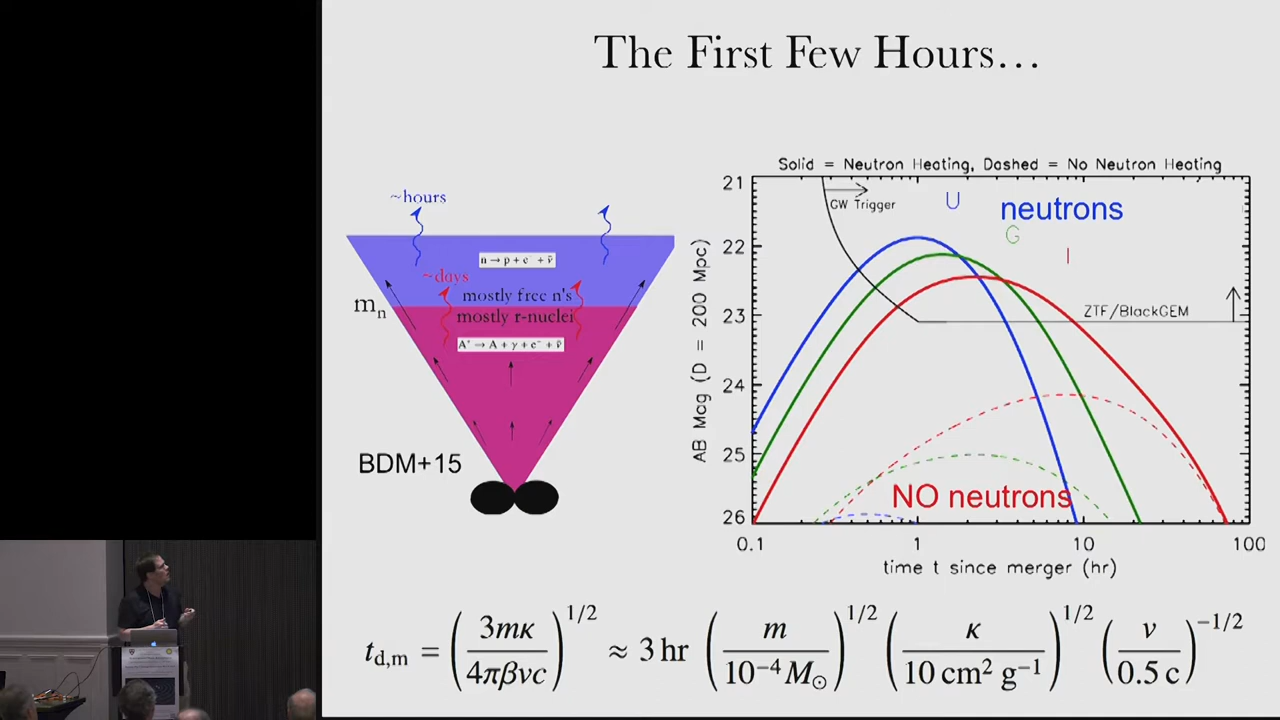 The First Few Hours…
~hours
n → p + e⁻ + ν̄
~days
mₙ
mostly free n's
mostly r-nuclei
A* → A + γ + e⁻ + ν̄
BDM+15
Solid = Neutron Heating, Dashed = No Neutron Heating
21
22
23
24
25
26
AB Mag (D = 200 Mpc)
GW Trigger
U
neutrons
G
I
ZTF/BlackGEM
NO neutrons
0.1
1
10
100
time t since merger (hr)
t_d,m = (3mκ / 4πβvc)^1/2 ≈ 3 hr (m / 10⁻⁴ M☉)^1/2 (κ / 10 cm² g⁻¹)^1/2 (v / 0.5 c)^−1/2